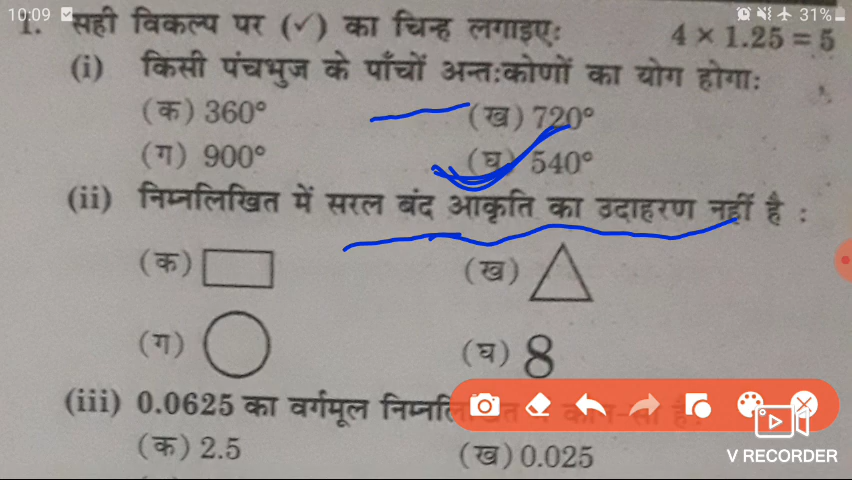 10:09 31%
1. सही विकल्प पर (✓) का चिन्ह लगाइए: 4 × 1.25 = 5
(i) किसी पंचभुज के पाँचों अन्त:कोणों का योग होगा:
(क) 360° (ख) 720°
(ग) 900° (घ) 540°
(ii) निम्नलिखित में सरल बंद आकृति का उदाहरण नहीं है :
(क) (ख)
(ग) (घ) 8
(iii) 0.0625 का वर्गमूल
(क) 2.5 (ख) 0.025
V RECORDER